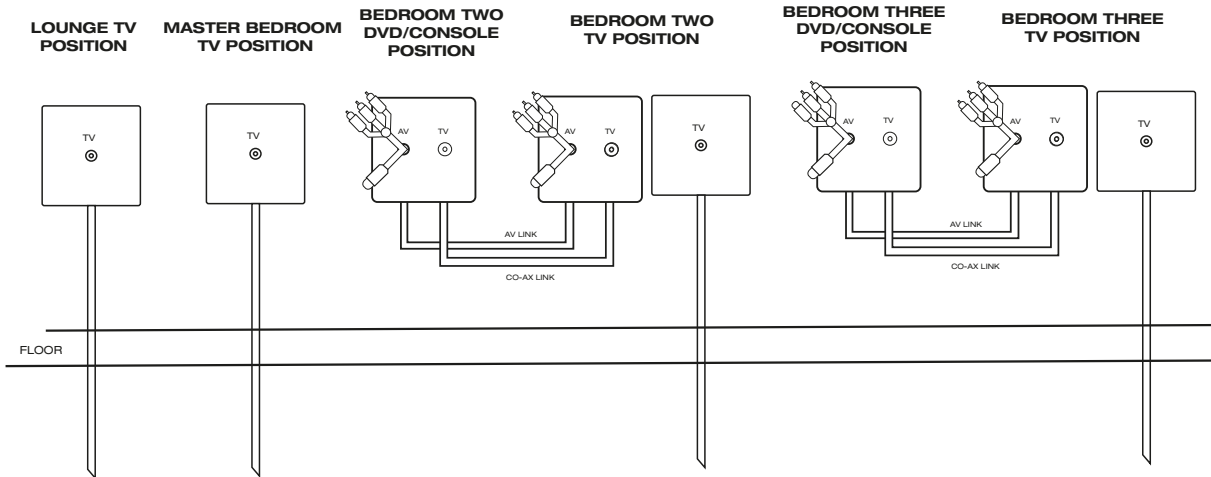 LOUNGE TV
POSITION
MASTER BEDROOM
TV POSITION
BEDROOM TWO
DVD/CONSOLE
POSITION
BEDROOM TWO
TV POSITION
BEDROOM THREE
DVD/CONSOLE
POSITION
BEDROOM THREE
TV POSITION
TV
TV
AV
TV
AV
TV
TV
AV
TV
AV
TV
TV
AV LINK
CO-AX LINK
AV LINK
CO-AX LINK
FLOOR